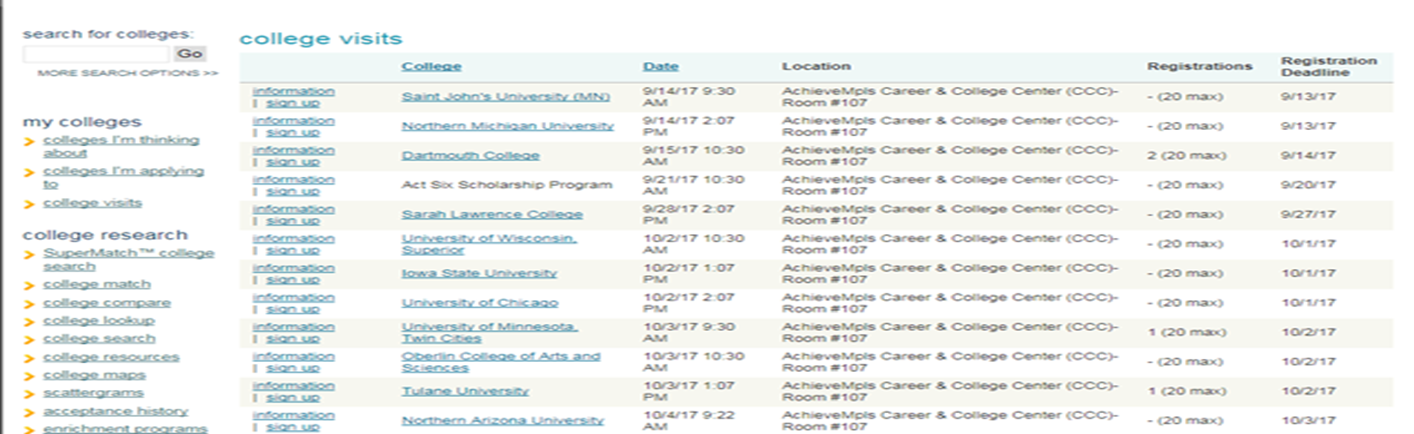 search for colleges:
Go
MORE SEARCH OPTIONS >>
my colleges
colleges I'm thinking
about
colleges I'm applying
to
college visits
college research
SuperMatch™ college
search
college match
college compare
college lookup
college search
college resources
college maps
scattergrams
acceptance history
enrichment programs
college visits
College Date Location Registrations Registration
Deadline
information Saint John's University (MN) 9/14/17 9:30 AchieveMpls Career & College Center (CCC)- - (20 max) 9/13/17
| sign up AM Room #107
information Northern Michigan University 9/14/17 2:07 AchieveMpls Career & College Center (CCC)- - (20 max) 9/13/17
| sign up PM Room #107
information Dartmouth College 9/15/17 10:30 AchieveMpls Career & College Center (CCC)- 2 (20 max) 9/14/17
| sign up AM Room #107
information Act Six Scholarship Program 9/21/17 10:30 AchieveMpls Career & College Center (CCC)- - (20 max) 9/20/17
| sign up AM Room #107
information Sarah Lawrence College 9/28/17 2:07 AchieveMpls Career & College Center (CCC)- - (20 max) 9/27/17
| sign up PM Room #107
information University of Wisconsin, 10/2/17 10:30 AchieveMpls Career & College Center (CCC)- - (20 max) 10/1/17
| sign up Superior AM Room #107
information Iowa State University 10/2/17 1:07 AchieveMpls Career & College Center (CCC)- - (20 max) 10/1/17
| sign up PM Room #107
information University of Chicago 10/2/17 2:07 AchieveMpls Career & College Center (CCC)- - (20 max) 10/1/17
| sign up PM Room #107
information University of Minnesota, 10/3/17 9:30 AchieveMpls Career & College Center (CCC)- 1 (20 max) 10/2/17
| sign up Twin Cities AM Room #107
information Oberlin College of Arts and 10/3/17 10:30 AchieveMpls Career & College Center (CCC)- - (20 max) 10/2/17
| sign up Sciences AM Room #107
information Tulane University 10/3/17 1:07 AchieveMpls Career & College Center (CCC)- 1 (20 max) 10/2/17
| sign up PM Room #107
information Northern Arizona University 10/4/17 9:22 AchieveMpls Career & College Center (CCC)- - (20 max) 10/3/17
| sign up AM Room #107